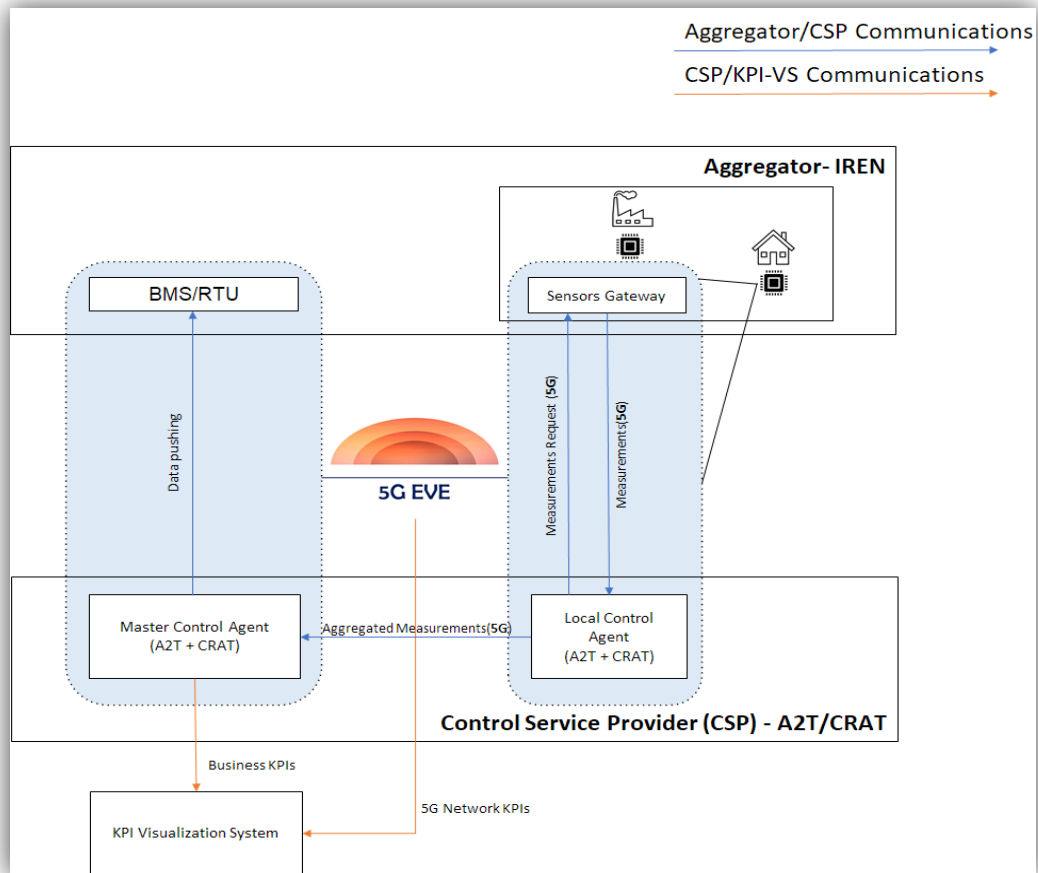 Aggregator/CSP Communications
CSP/KPI-VS Communications
Aggregator- IREN
BMS/RTU
Sensors Gateway
Data pushing
5G EVE
Measurements Request (5G)
Measurements(5G)
Master Control Agent
(A2T + CRAT)
Aggregated Measurements(5G)
Local Control
Agent
(A2T + CRAT)
Control Service Provider (CSP) - A2T/CRAT
Business KPIs
5G Network KPIs
KPI Visualization System